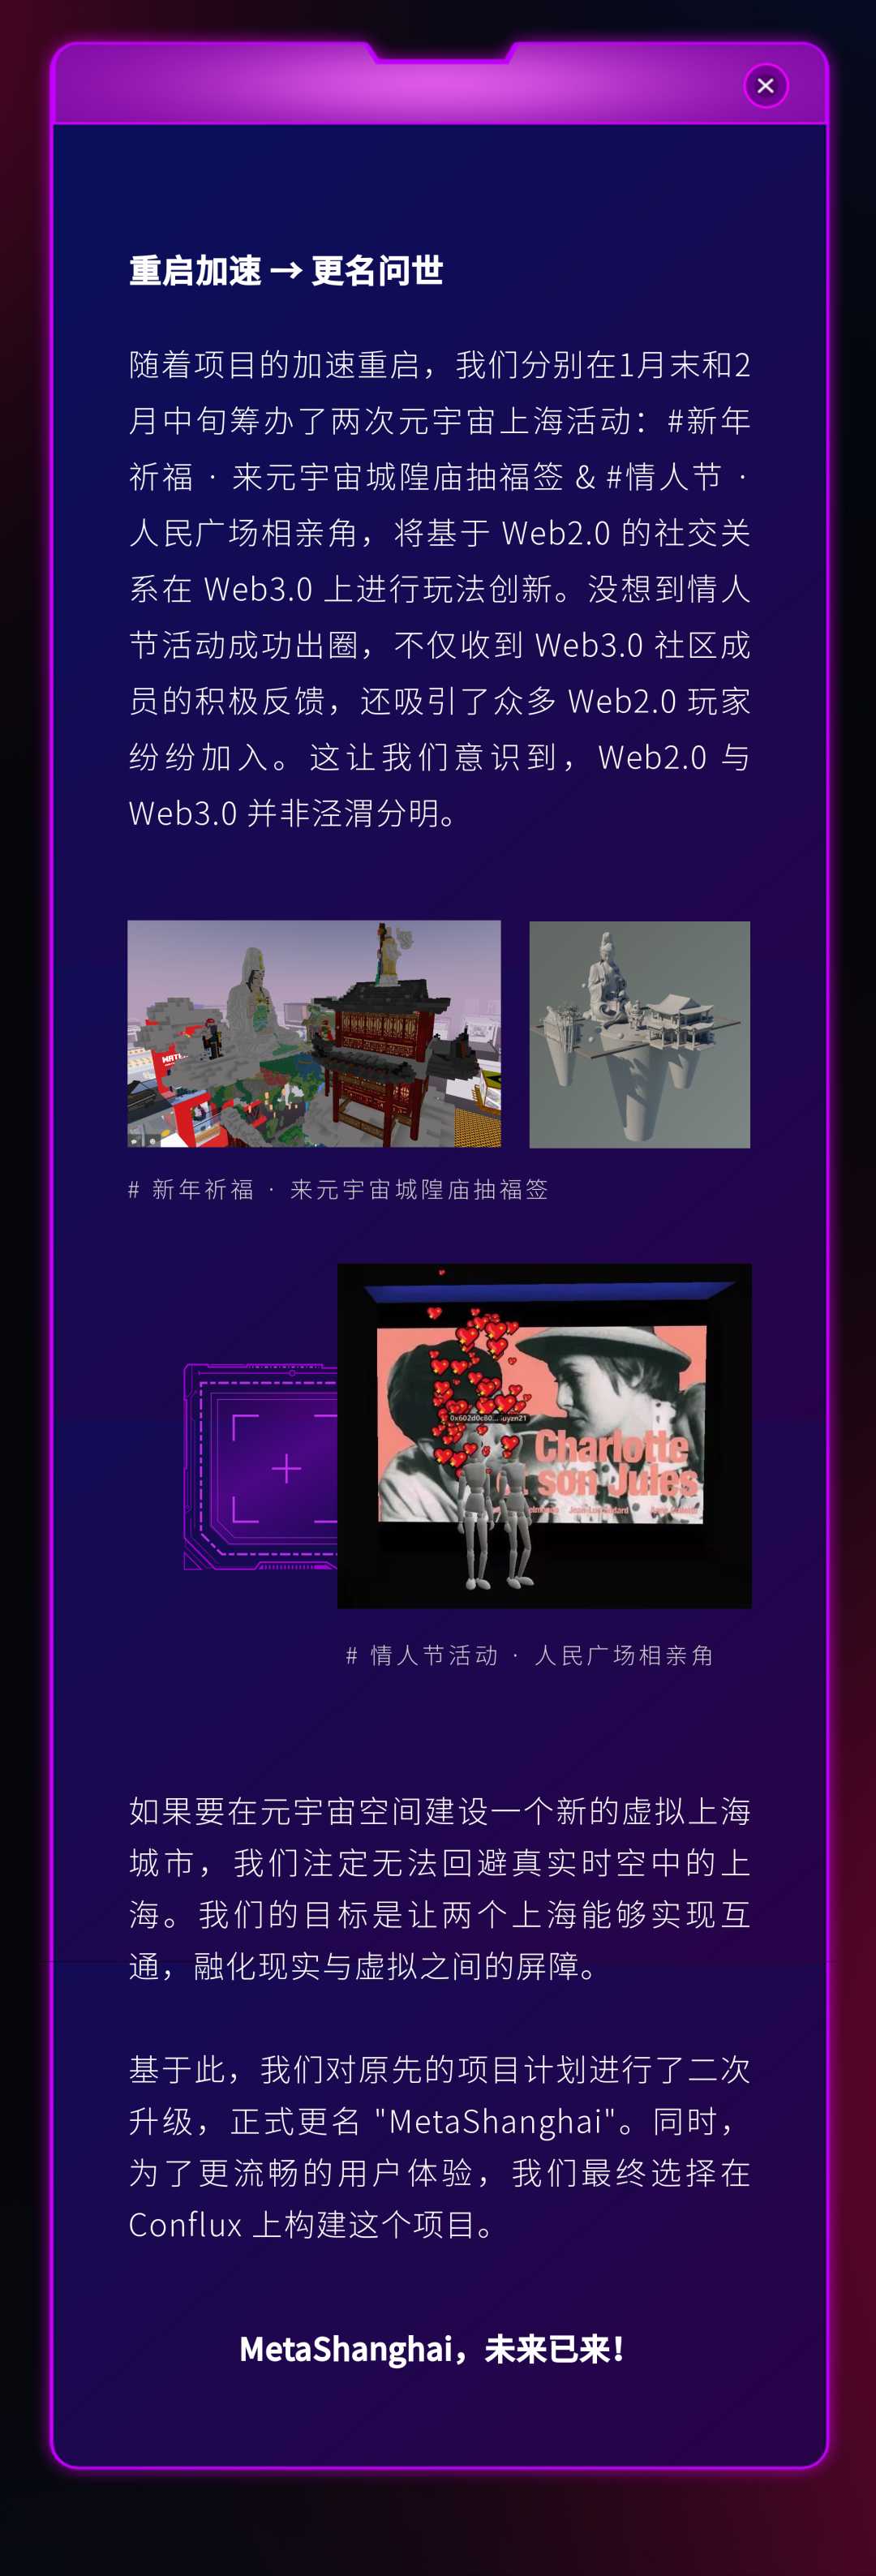 重启加速 → 更名问世
随着项目的加速重启，我们分别在1月末和2
月中旬筹办了两次元宇宙上海活动：#新年
祈福 · 来元宇宙城隍庙抽福签 & #情人节 ·
人民广场相亲角，将基于 Web2.0 的社交关
系在 Web3.0 上进行玩法创新。没想到情人
节活动成功出圈，不仅收到 Web3.0 社区成
员的积极反馈，还吸引了众多 Web2.0 玩家
纷纷加入。这让我们意识到，Web2.0 与
Web3.0 并非泾渭分明。
# 新年祈福 · 来元宇宙城隍庙抽福签
Charlotte
son Jules
# 情人节活动 · 人民广场相亲角
如果要在元宇宙空间建设一个新的虚拟上海
城市，我们注定无法回避真实时空中的上
海。我们的目标是让两个上海能够实现互
通，融化现实与虚拟之间的屏障。
基于此，我们对原先的项目计划进行了二次
升级，正式更名 "MetaShanghai"。同时，
为了更流畅的用户体验，我们最终选择在
Conflux 上构建这个项目。
MetaShanghai，未来已来！